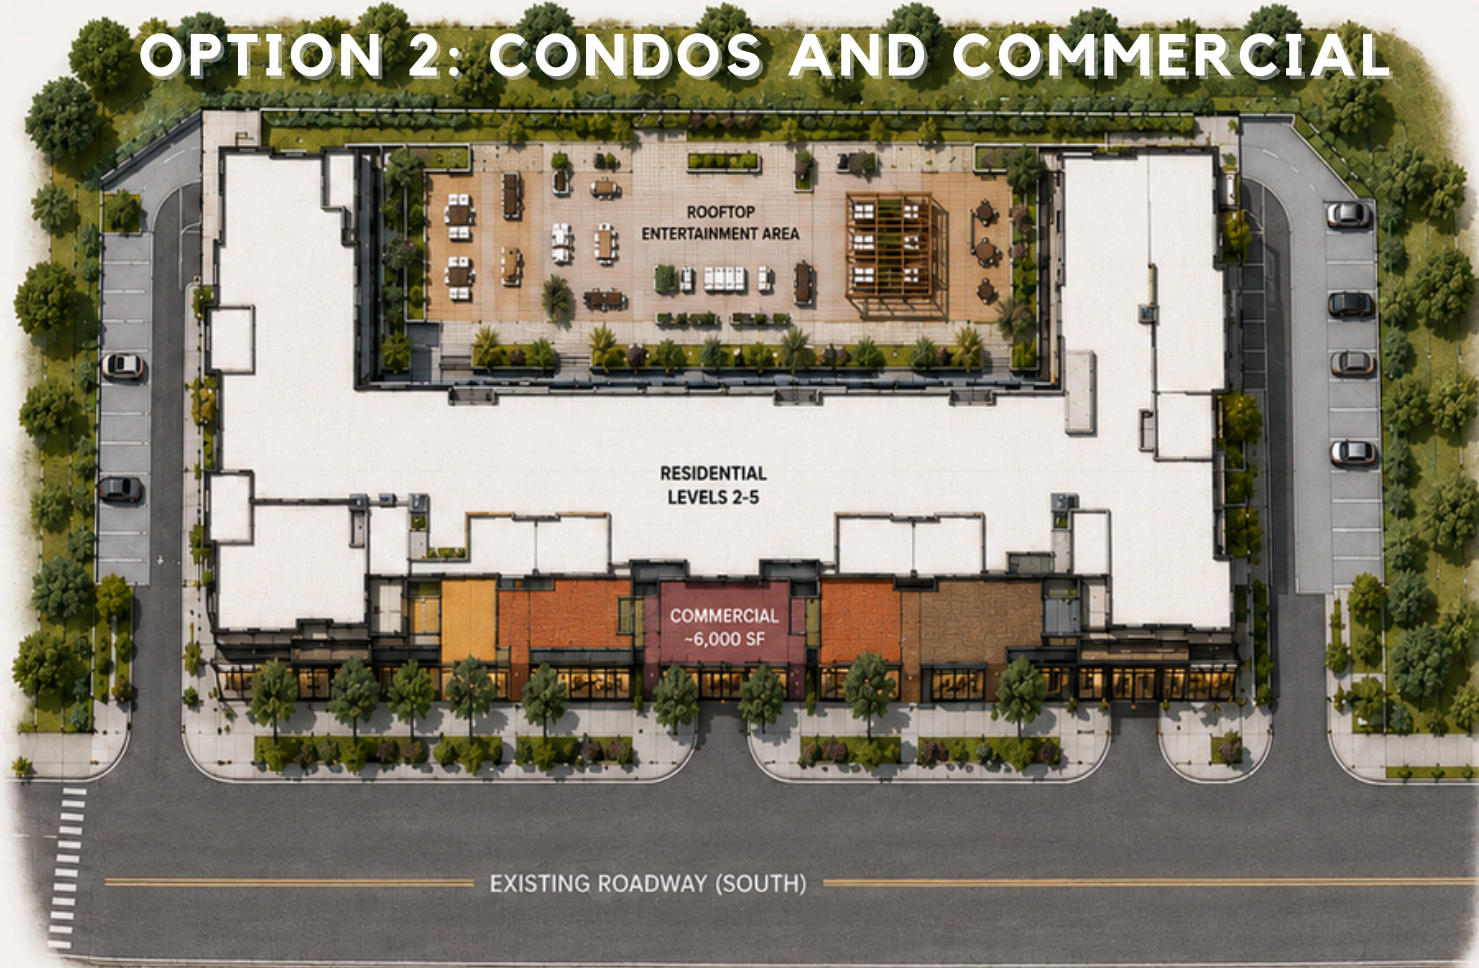 OPTION 2: CONDOS AND COMMERCIAL
ROOFTOP
ENTERTAINMENT AREA
RESIDENTIAL
LEVELS 2-5
COMMERCIAL
~6,000 SF
EXISTING ROADWAY (SOUTH)